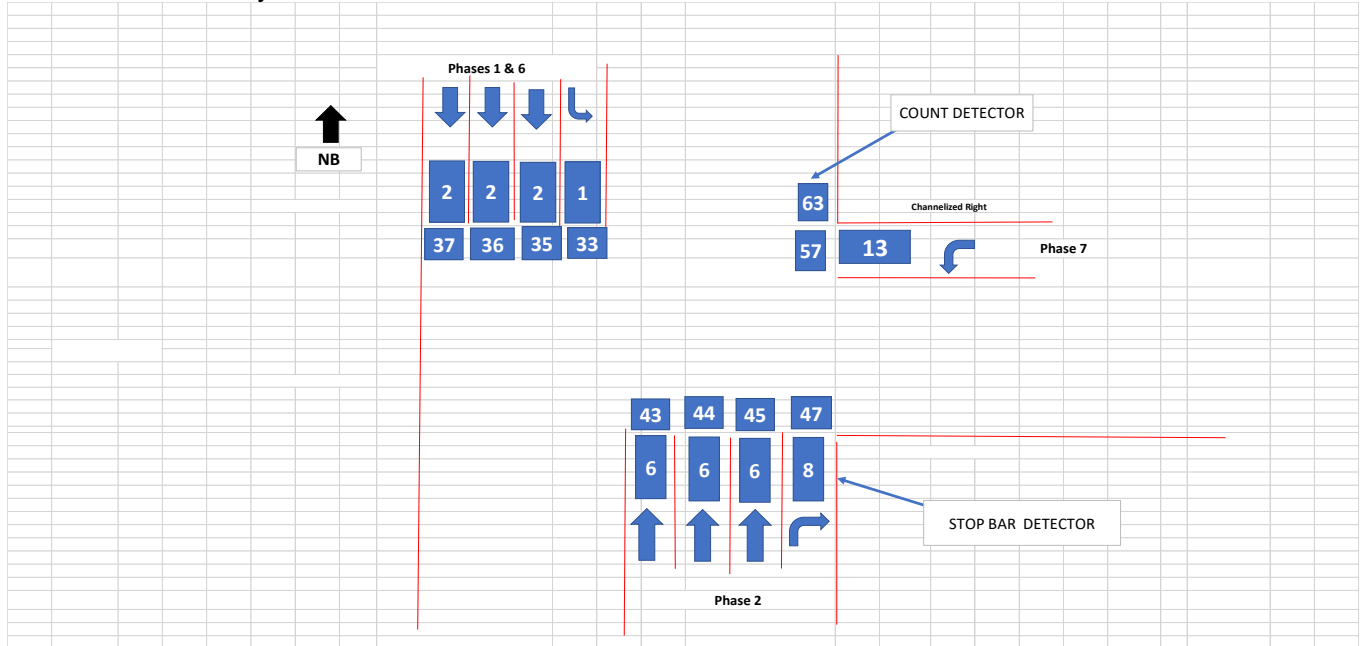 Phases 1 & 6
COUNT DETECTOR
NB
2 2 2 1
63
Channelized Right
37 36 35 33
57 13
Phase 7
43 44 45 47
6 6 6 8
STOP BAR DETECTOR
Phase 2